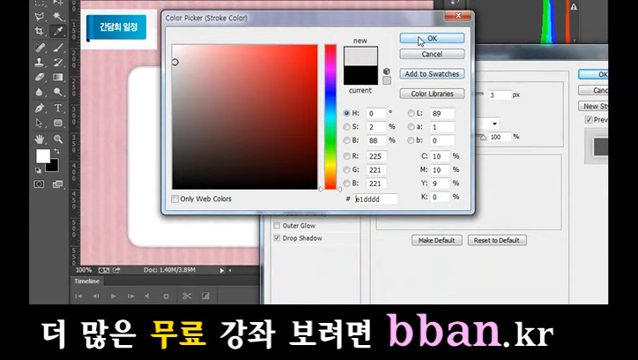 Color Picker (Stroke Color)
간담회 일정
new
OK
Cancel
Add to Swatches
current
Color Libraries
H: 0 °
L: 89
S: 2 %
a: 1
B: 88 %
b: 0
R: 225
C: 10 %
G: 221
M: 10 %
B: 221
Y: 9 %
Only Web Colors
# e1dddd
K: 0 %
OK
Cance
New Style
Previe
3 px
100 %
Outer Glow
Drop Shadow
Make Default
Reset to Default
100%
Doc: 1.40M/3.89M
Timeline
더 많은 무료 강좌 보려면 bban.kr